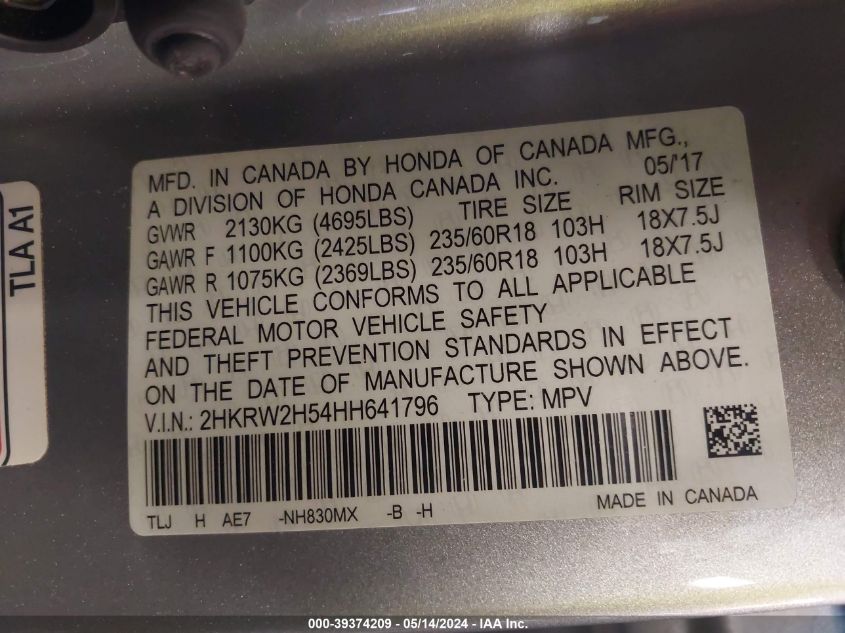 TLA A1
MFD. IN CANADA BY HONDA OF CANADA MFG.,
A DIVISION OF HONDA CANADA INC. 05/'17
GVWR 2130KG (4695LBS) TIRE SIZE RIM SIZE
GAWR F 1100KG (2425LBS) 235/60R18 103H 18X7.5J
GAWR R 1075KG (2369LBS) 235/60R18 103H 18X7.5J
THIS VEHICLE CONFORMS TO ALL APPLICABLE
FEDERAL MOTOR VEHICLE SAFETY
AND THEFT PREVENTION STANDARDS IN EFFECT
ON THE DATE OF MANUFACTURE SHOWN ABOVE.
V.I.N.: 2HKRW2H54HH641796 TYPE: MPV
TLJ H AE7 -NH830MX -B -H MADE IN CANADA
000-39374209 - 05/14/2024 - IAA Inc.